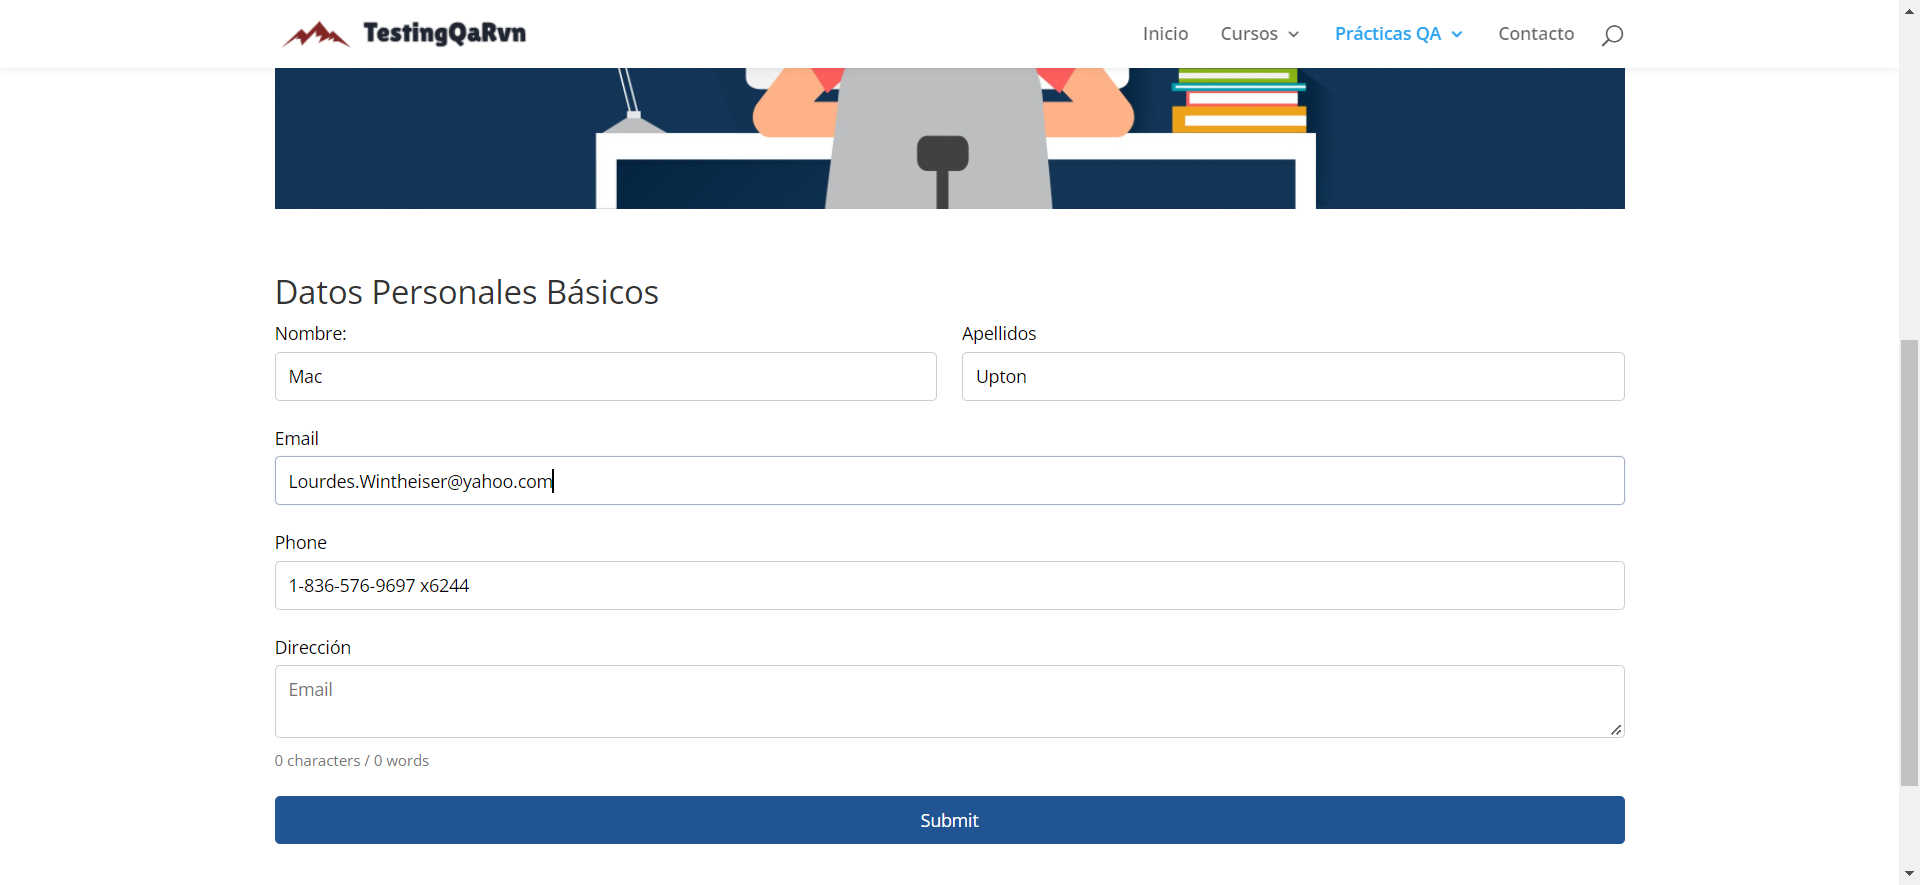 TestingQaRvn
Inicio Cursos Prácticas QA Contacto
Datos Personales Básicos
Nombre: Apellidos
Mac Upton
Email
Lourdes.Wintheiser@yahoo.com
Phone
1-836-576-9697 x6244
Dirección
Email
0 characters / 0 words
Submit